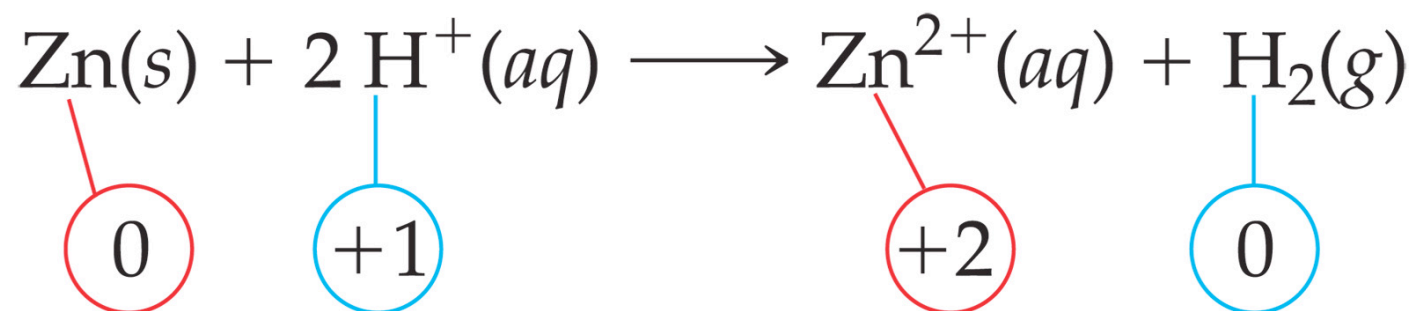 Zn(s) + 2 H⁺(aq) ⟶ Zn²⁺(aq) + H₂(g)
0 +1 +2 0